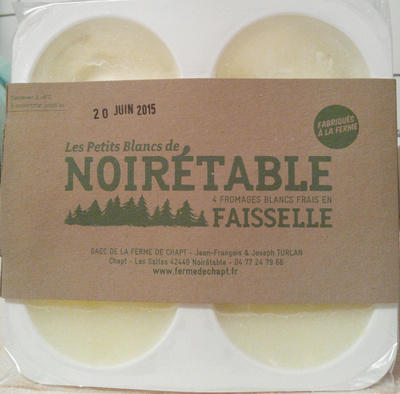 20 JUIN 2015
FABRIQUÉS
À LA FERME
Les Petits Blancs de
NOIRÉTABLE
4 FROMAGES BLANCS FRAIS EN
FAISSELLE
GAEC DE LA FERME DE CHAPT - Jean-François & Joseph TURLAN
Chapt - Les Salles 42440 Noirétable - 04 77 24 79 68
www.fermedechapt.fr